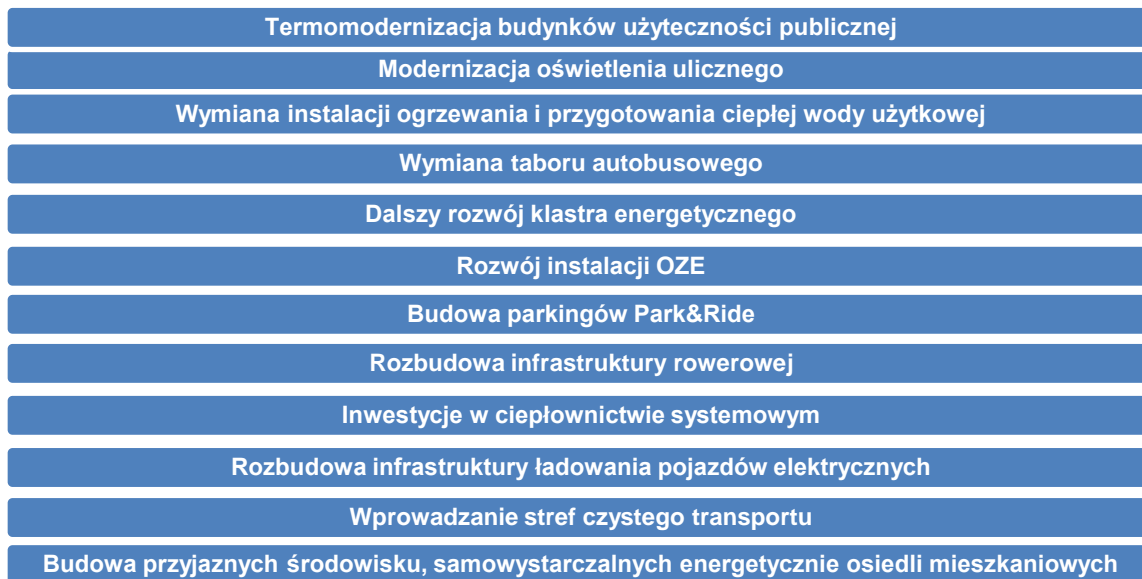 Termomodernizacja budynków użyteczności publicznej
Modernizacja oświetlenia ulicznego
Wymiana instalacji ogrzewania i przygotowania ciepłej wody użytkowej
Wymiana taboru autobusowego
Dalszy rozwój klastra energetycznego
Rozwój instalacji OZE
Budowa parkingów Park&Ride
Rozbudowa infrastruktury rowerowej
Inwestycje w ciepłownictwie systemowym
Rozbudowa infrastruktury ładowania pojazdów elektrycznych
Wprowadzanie stref czystego transportu
Budowa przyjaznych środowisku, samowystarczalnych energetycznie osiedli mieszkaniowych